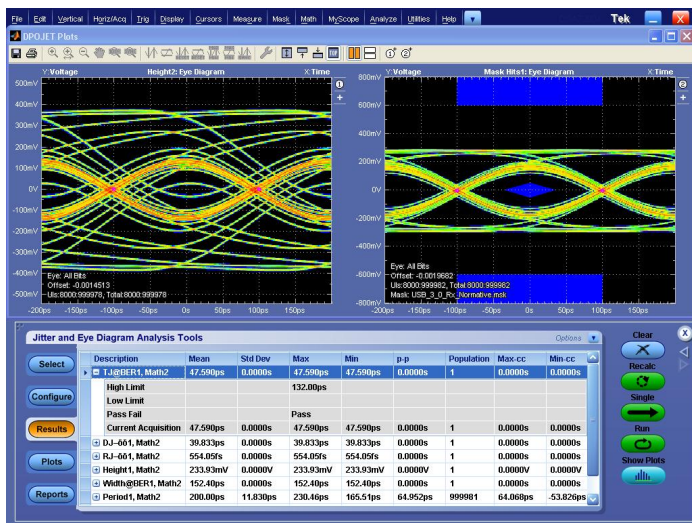 File Edit Vertical Horiz/Acq Trig Display Cursors Measure Mask Math MyScope Analyze Utilities Help Tek
DPOJET Plots
Y:Voltage Height2: Eye Diagram X:Time
500mV
300mV
200mV
100mV
0V
-100mV
-200mV
-300mV
-400mV
-500mV
Eye: All Bits
Offset: -0.0014513
UIs:8000:999978, Total:8000:999978
-200ps -150ps -100ps -50ps 0s 50ps 100ps 150ps 200ps
Y:Voltage Mask Hits1: Eye Diagram X:Time
800mV
600mV
400mV
200mV
0V
-200mV
-400mV
-600mV
-800mV
Eye: All Bits
Offset: -0.0019682
UIs:8000:999982, Total:8000:999982
Mask: USB_3_0_Rx_Normative.msk
-200ps -150ps -100ps -50ps 0s 50ps 100ps 150ps 200ps
1
2
Jitter and Eye Diagram Analysis Tools Options
Select
Configure
Results
Plots
Reports
Description Mean Std Dev Max Min p-p Population Max-cc Min-cc
TJ@BER1, Math2 47.590ps 0.0000s 47.590ps 47.590ps 0.0000s 1 0.0000s 0.0000s
High Limit 132.00ps
Low Limit
Pass Fail Pass
Current Acquisition 47.590ps 0.0000s 47.590ps 47.590ps 0.0000s 1 0.0000s 0.0000s
DJ-δδ1, Math2 39.833ps 0.0000s 39.833ps 39.833ps 0.0000s 1 0.0000s 0.0000s
RJ-δδ1, Math2 554.05fs 0.0000s 554.05fs 554.05fs 0.0000s 1 0.0000s 0.0000s
Height1, Math2 233.93mV 0.0000V 233.93mV 233.93mV 0.0000V 1 0.0000V 0.0000V
Width@BER1, Math2 152.40ps 0.0000s 152.40ps 152.40ps 0.0000s 1 0.0000s 0.0000s
Period1, Math2 200.00ps 11.830ps 230.46ps 165.51ps 64.952ps 999981 64.068ps -53.826ps
Clear
Recalc
Single
Run
Show Plots